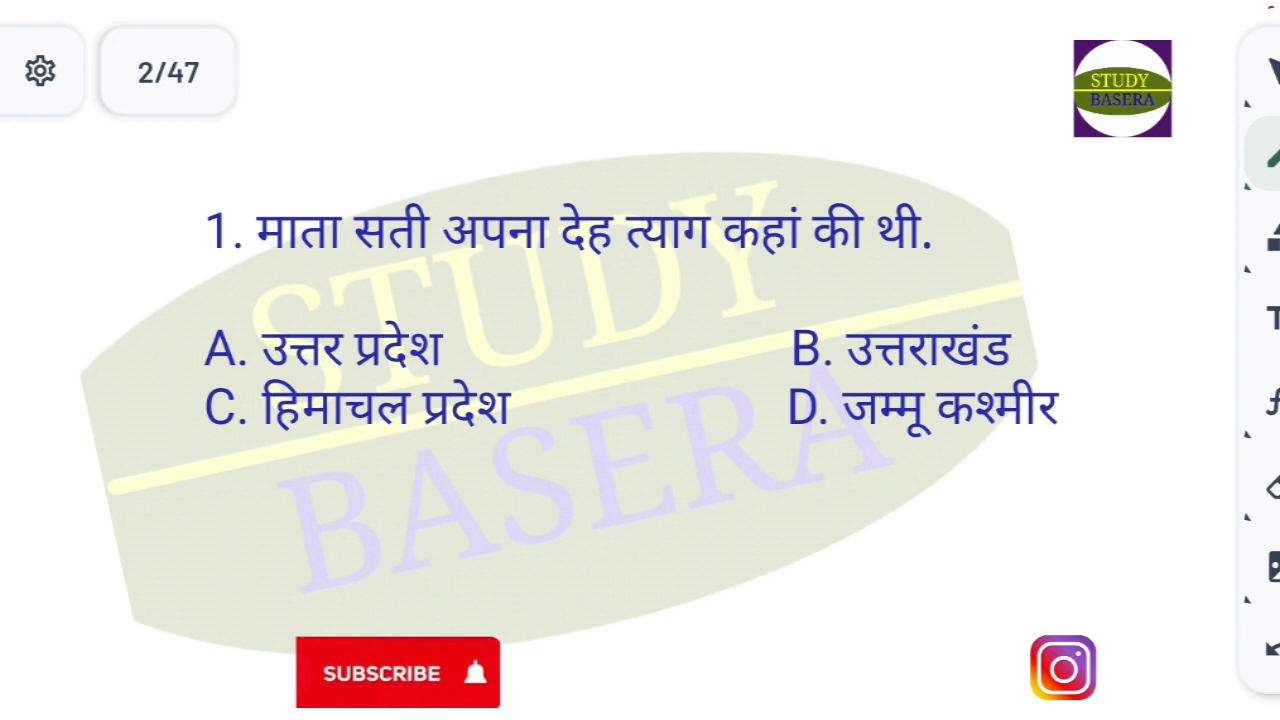 2/47
STUDY
BASERA
1. माता सती अपना देह त्याग कहां की थी.
A. उत्तर प्रदेश B. उत्तराखंड
C. हिमाचल प्रदेश D. जम्मू कश्मीर
STUDY
BASERA
SUBSCRIBE